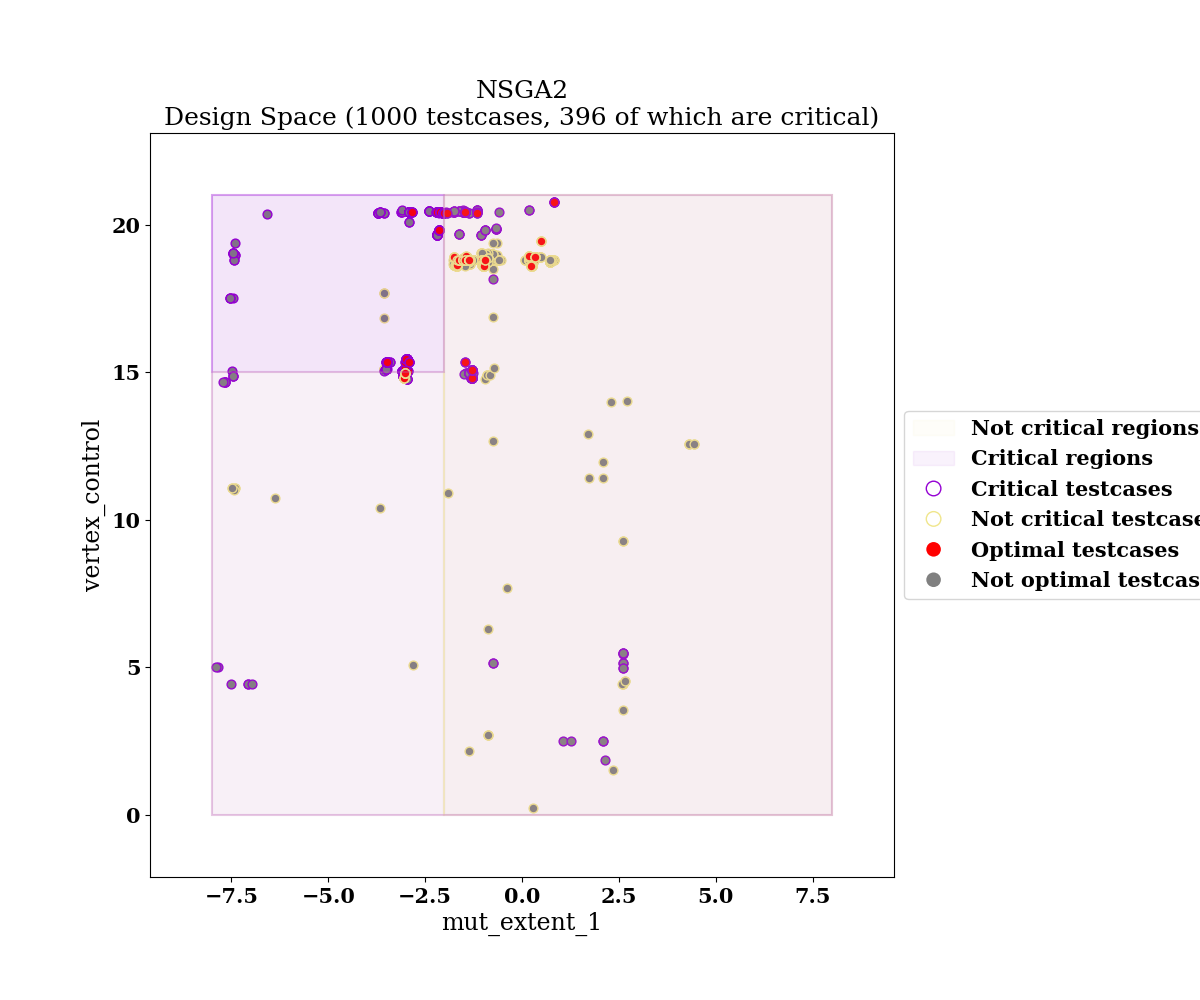 NSGA2
Design Space (1000 testcases, 396 of which are critical)
20
15
10
5
0
vertex_control
−7.5
−5.0
−2.5
0.0
2.5
5.0
7.5
mut_extent_1
Not critical regions
Critical regions
Critical testcases
Not critical testcase
Optimal testcases
Not optimal testcas